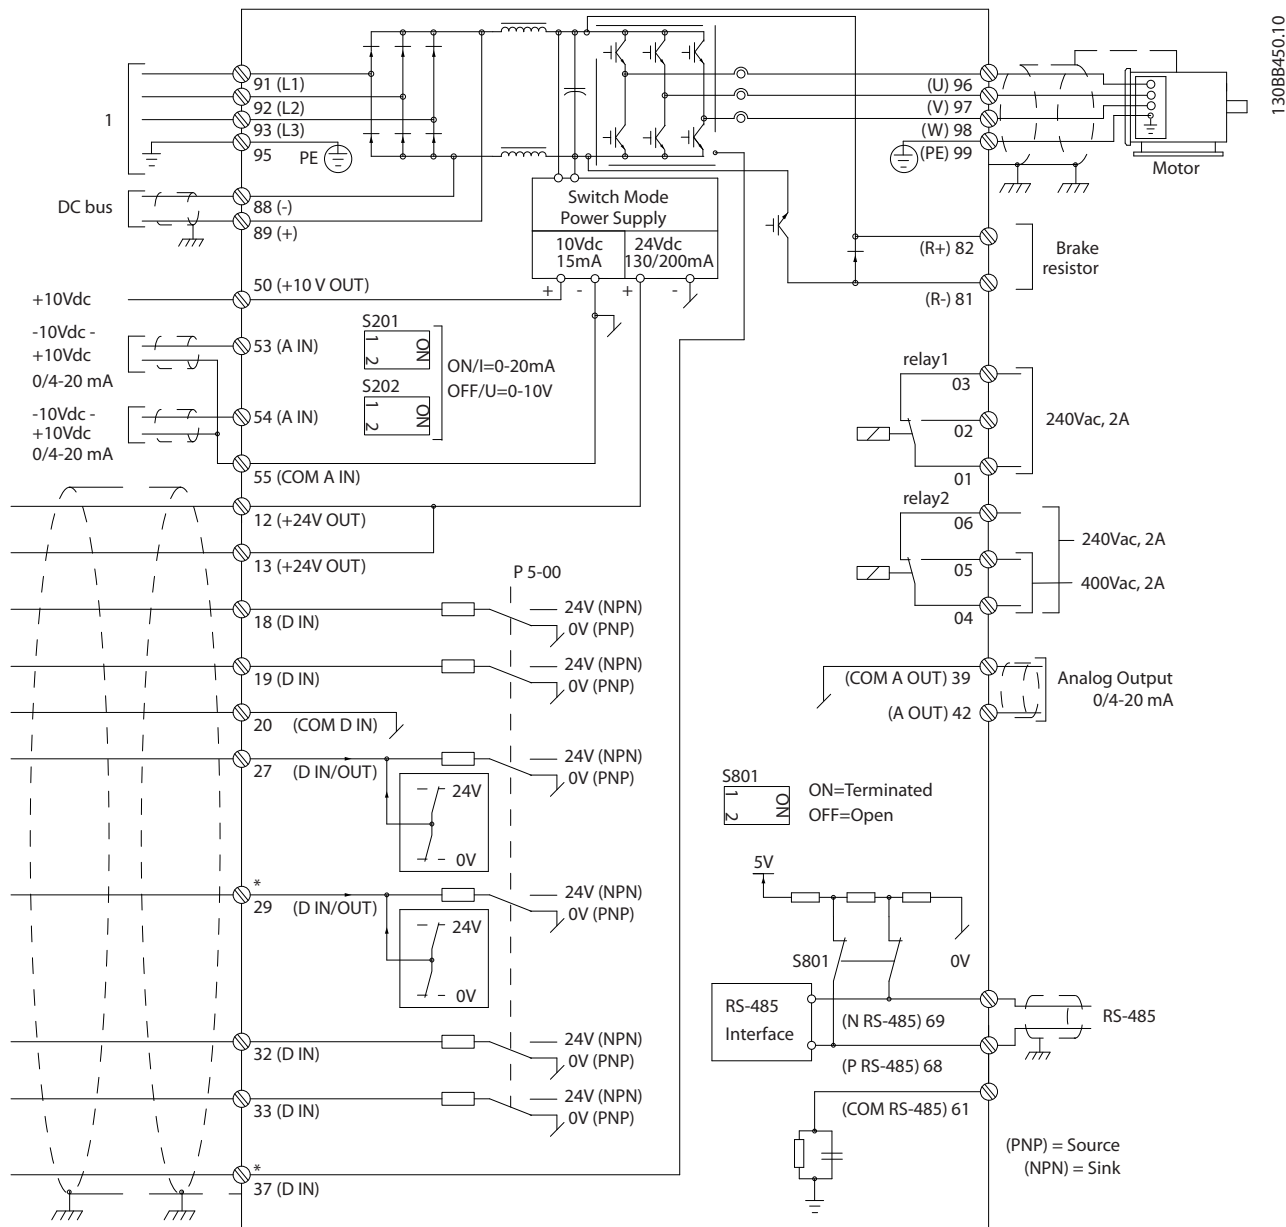 130BB450.10
1
91 (L1)
92 (L2)
93 (L3)
95
PE
(U) 96
(V) 97
(W) 98
(PE) 99
Motor
DC bus
88 (-)
89 (+)
Switch Mode
Power Supply
10Vdc
15mA
24Vdc
130/200mA
+ - + -
(R+) 82
(R-) 81
Brake
resistor
+10Vdc
50 (+10 V OUT)
-10Vdc -
+10Vdc
0/4-20 mA
53 (A IN)
-10Vdc -
+10Vdc
0/4-20 mA
54 (A IN)
55 (COM A IN)
S201
1
2
ON
S202
1
2
ON
ON/I=0-20mA
OFF/U=0-10V
relay1
03
02
01
240Vac, 2A
relay2
06
05
04
240Vac, 2A
400Vac, 2A
12 (+24V OUT)
13 (+24V OUT)
P 5-00
18 (D IN)
24V (NPN)
0V (PNP)
19 (D IN)
24V (NPN)
0V (PNP)
20 (COM D IN)
27 (D IN/OUT)
24V (NPN)
0V (PNP)
24V
0V
*
29 (D IN/OUT)
24V (NPN)
0V (PNP)
24V
0V
32 (D IN)
24V (NPN)
0V (PNP)
33 (D IN)
24V (NPN)
0V (PNP)
*
37 (D IN)
(COM A OUT) 39
(A OUT) 42
Analog Output
0/4-20 mA
S801
1
2
ON
ON=Terminated
OFF=Open
5V
S801
0V
RS-485
Interface
(N RS-485) 69
(P RS-485) 68
RS-485
(COM RS-485) 61
(PNP) = Source
(NPN) = Sink